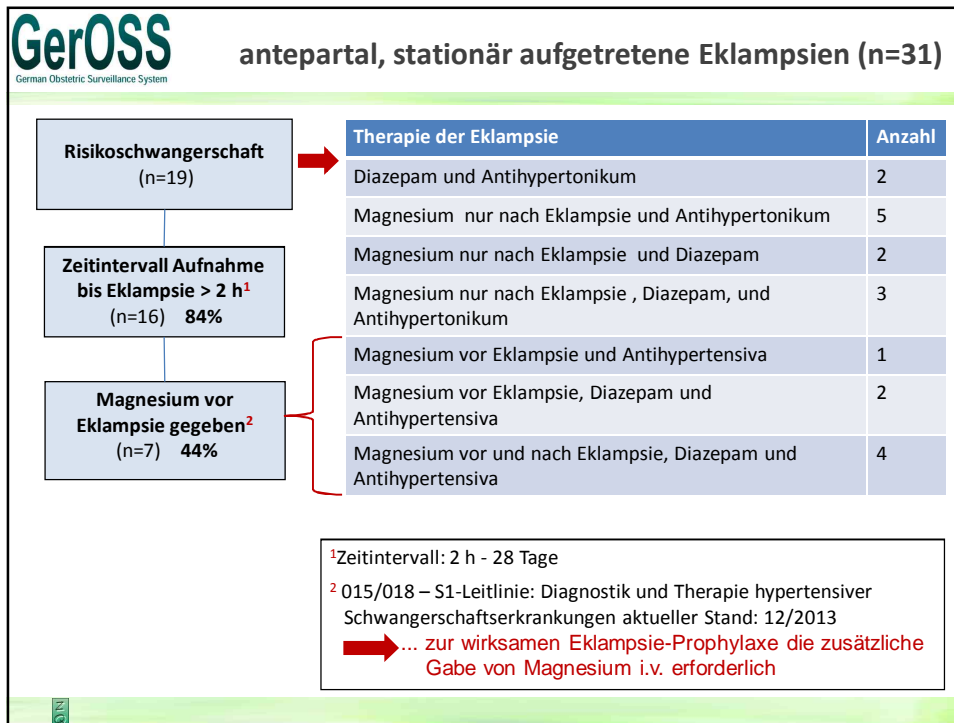 GerOSS
German Obstetric Surveillance System
antepartal, stationär aufgetretene Eklampsien (n=31)
Risikoschwangerschaft
(n=19)
Zeitintervall Aufnahme
bis Eklampsie > 2 h1
(n=16) 84%
Magnesium vor
Eklampsie gegeben2
(n=7) 44%
Therapie der Eklampsie Anzahl
Diazepam und Antihypertonikum 2
Magnesium nur nach Eklampsie und Antihypertonikum 5
Magnesium nur nach Eklampsie und Diazepam 2
Magnesium nur nach Eklampsie , Diazepam, und
Antihypertonikum 3
Magnesium vor Eklampsie und Antihypertensiva 1
Magnesium vor Eklampsie, Diazepam und
Antihypertensiva 2
Magnesium vor und nach Eklampsie, Diazepam und
Antihypertensiva 4
1Zeitintervall: 2 h - 28 Tage
2 015/018 – S1-Leitlinie: Diagnostik und Therapie hypertensiver
Schwangerschaftserkrankungen aktueller Stand: 12/2013
... zur wirksamen Eklampsie-Prophylaxe die zusätzliche
Gabe von Magnesium i.v. erforderlich